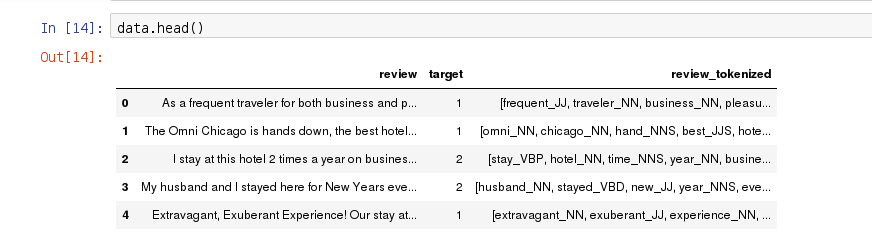 In [14]: data.head()
Out[14]:
review target review_tokenized
0 As a frequent traveler for both business and p... 1 [frequent_JJ, traveler_NN, business_NN, pleasu...
1 The Omni Chicago is hands down, the best hotel... 1 [omni_NN, chicago_NN, hand_NNS, best_JJS, hote...
2 I stay at this hotel 2 times a year on busines... 2 [stay_VBP, hotel_NN, time_NNS, year_NN, busine...
3 My husband and I stayed here for New Years eve... 2 [husband_NN, stayed_VBD, new_JJ, year_NNS, eve...
4 Extravagant, Exuberant Experience! Our stay at... 1 [extravagant_NN, exuberant_JJ, experience_NN, ...